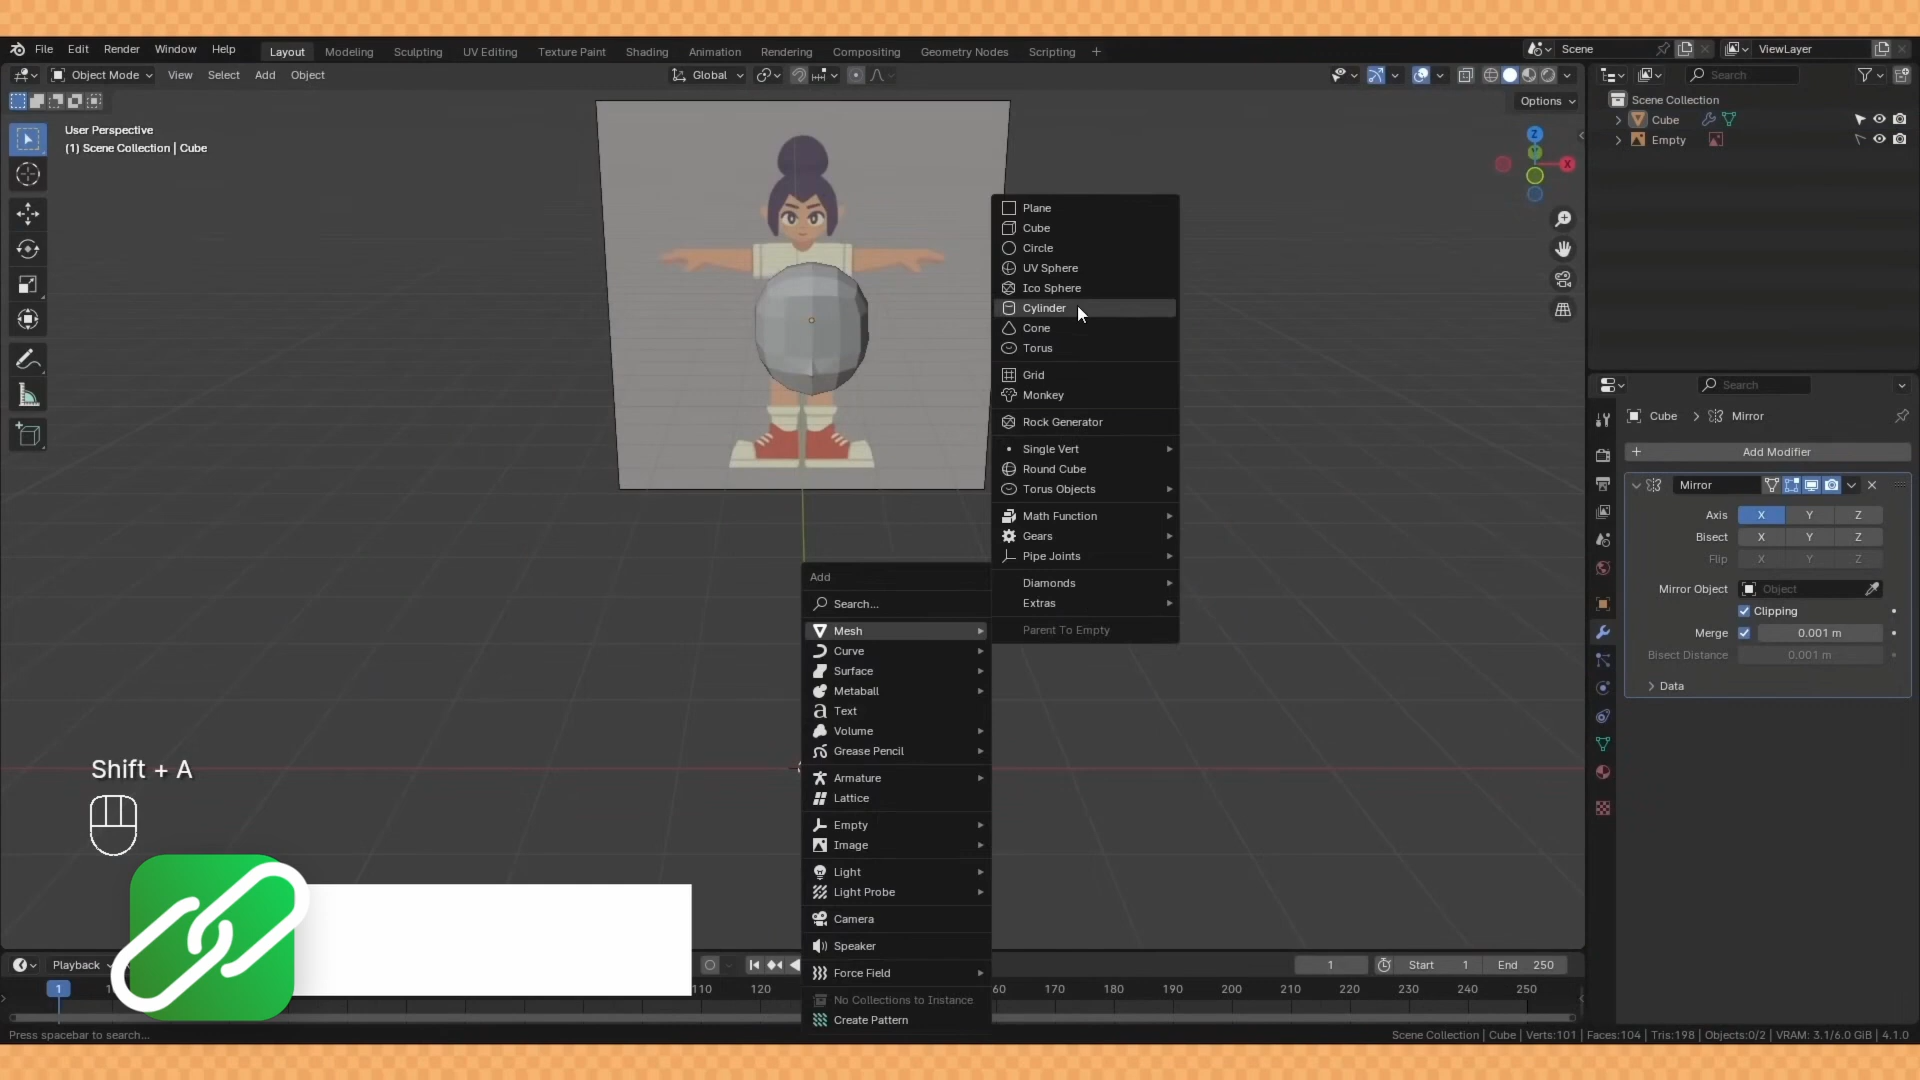 File Edit Render Window Help Layout Modeling Sculpting UV Editing Texture Paint Shading Animation Rendering Compositing Geometry Nodes Scripting + Scene ViewLayer
Object Mode View Select Add Object Global Search
Options
User Perspective
(1) Scene Collection | Cube
Scene Collection
Cube
Empty
Z
X
Plane
Cube
Circle
UV Sphere
Ico Sphere
Cylinder
Cone
Torus
Grid
Monkey
Rock Generator
Single Vert
Round Cube
Torus Objects
Math Function
Gears
Pipe Joints
Diamonds
Extras
Parent To Empty
Add
Search...
Mesh
Curve
Surface
Metaball
Text
Volume
Grease Pencil
Armature
Lattice
Empty
Image
Light
Light Probe
Camera
Speaker
Force Field
No Collections to Instance
Create Pattern
Search
Cube > Mirror
+ Add Modifier
Mirror
Axis X Y Z
Bisect X Y Z
Flip X Y Z
Mirror Object Object
Clipping
Merge 0.001 m
Bisect Distance 0.001 m
Data
Shift + A
Playback 1 Start 1 End 250
1 110 120 170 180 190 200 210 220 230 240 250
Press spacebar to search...
Scene Collection | Cube | Verts:101 | Faces:104 | Tris:198 | Objects:0/2 | VRAM: 3.1/6.0 GiB | 4.1.0